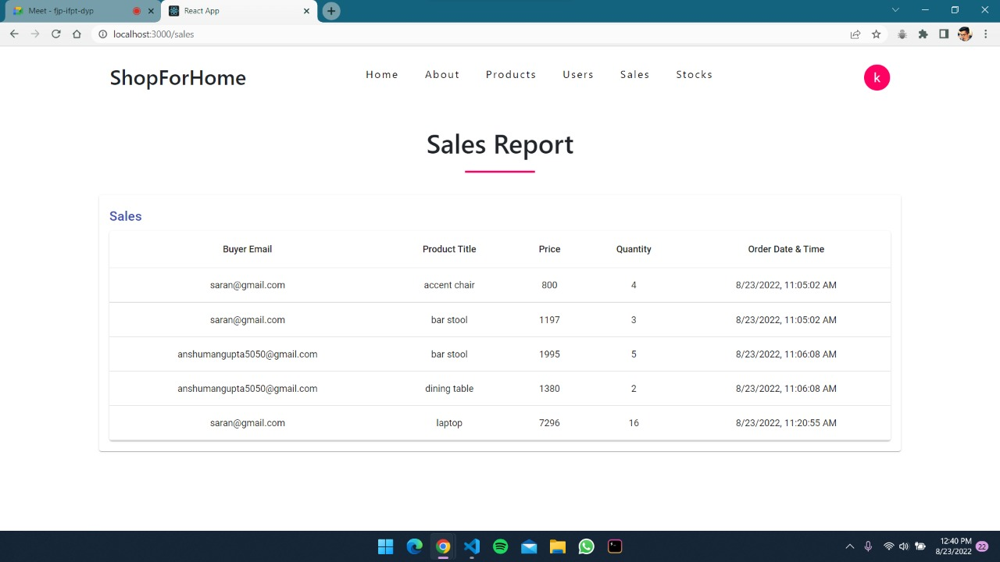 Meet - fjp-ifpt-dyp
React App
localhost:3000/sales
ShopForHome
Home About Products Users Sales Stocks
k
Sales Report
Sales
Buyer Email Product Title Price Quantity Order Date & Time
saran@gmail.com accent chair 800 4 8/23/2022, 11:05:02 AM
saran@gmail.com bar stool 1197 3 8/23/2022, 11:05:02 AM
anshumangupta5050@gmail.com bar stool 1995 5 8/23/2022, 11:06:08 AM
anshumangupta5050@gmail.com dining table 1380 2 8/23/2022, 11:06:08 AM
saran@gmail.com laptop 7296 16 8/23/2022, 11:20:55 AM
12:40 PM
8/23/2022
22